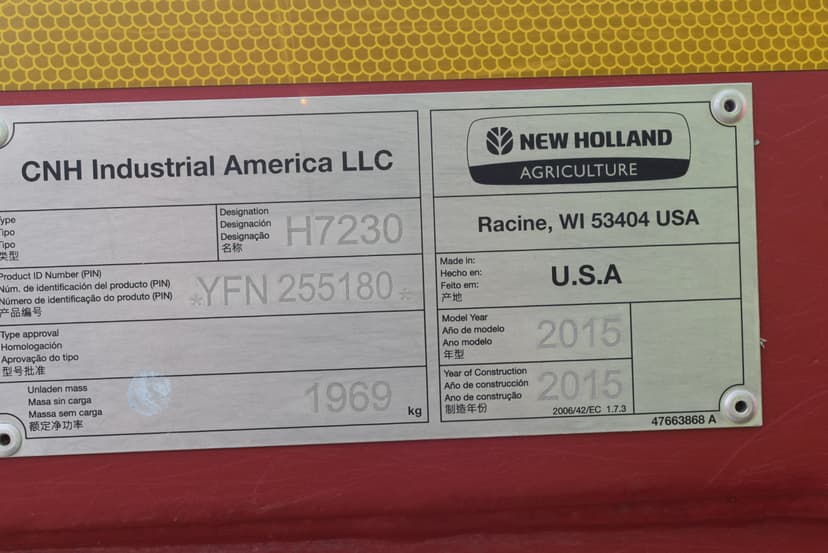 CNH Industrial America LLC
Type
Tipo
Tipo
类型
Designation
Designación
Designação
名称
H7230
Product ID Number (PIN)
Núm. de identificación del producto (PIN)
Número de identificação do produto (PIN)
产品编号
*YFN 255180*
Type approval
Homologación
Aprovação do tipo
型号批准
Unladen mass
Masa sin carga
Massa sem carga
额定净功率
1969
kg
NEW HOLLAND
AGRICULTURE
Racine, WI 53404 USA
Made in:
Hecho en:
Feito em:
产地
U.S.A
Model Year
Año de modelo
Ano modelo
年型
2015
Year of Construction
Año de construcción
Ano de construção
制造年份
2015
2006/42/EC 1.7.3
47663868 A